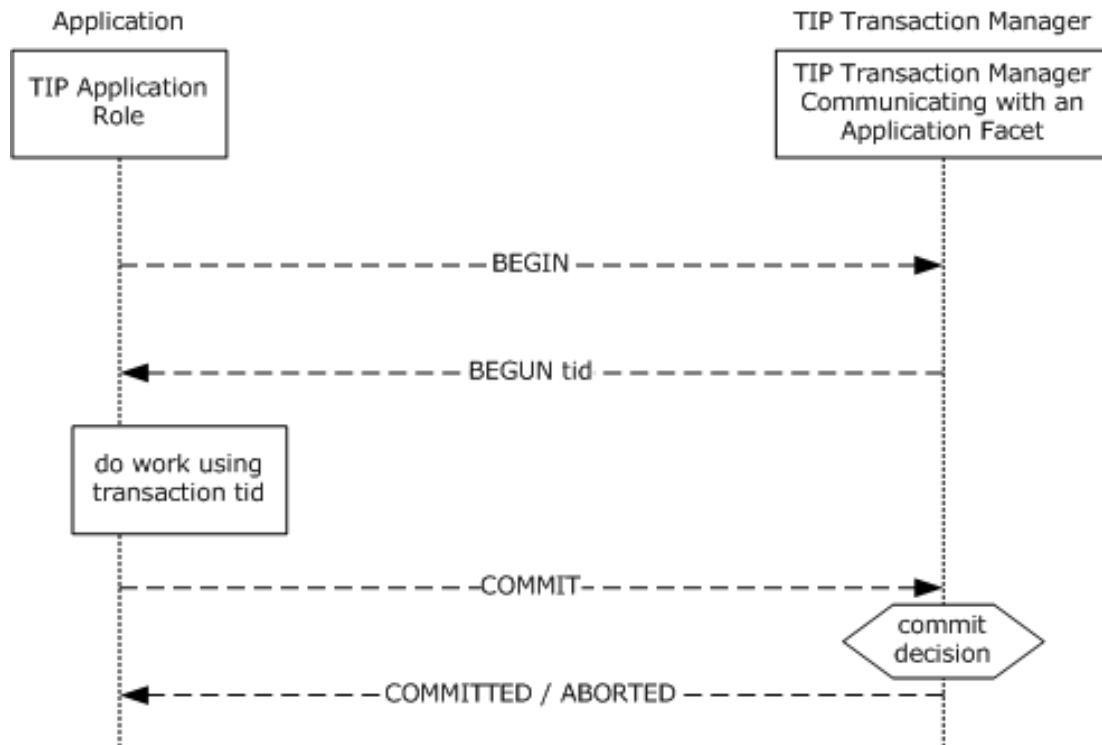 Application
TIP Transaction Manager
TIP Application
Role
TIP Transaction Manager
Communicating with an
Application Facet
BEGIN
BEGUN tid
do work using
transaction tid
COMMIT
commit
decision
COMMITTED / ABORTED